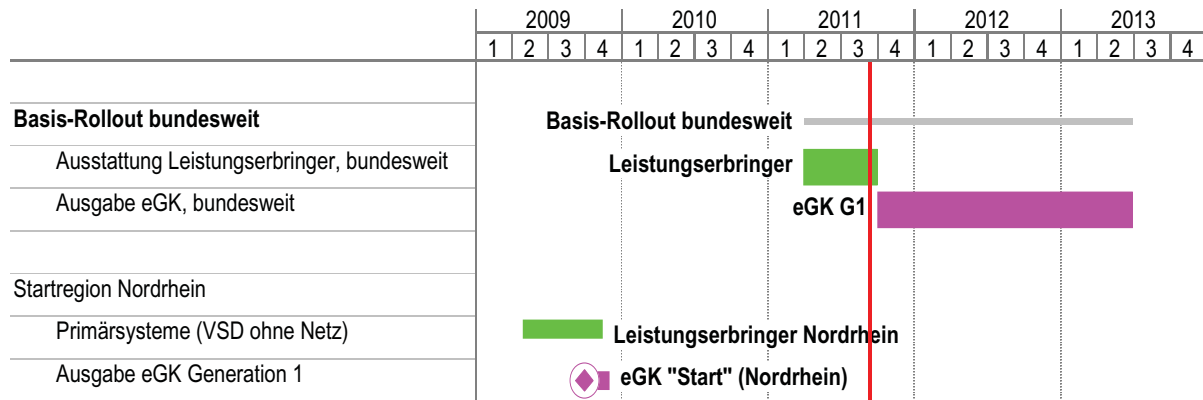 2009 2010 2011 2012 2013
1 2 3 4 1 2 3 4 1 2 3 4 1 2 3 4 1 2 3 4
Basis-Rollout bundesweit Basis-Rollout bundesweit
Ausstattung Leistungserbringer, bundesweit Leistungserbringer
Ausgabe eGK, bundesweit eGK G1
Startregion Nordrhein
Primärsysteme (VSD ohne Netz) Leistungserbringer Nordrhein
Ausgabe eGK Generation 1 eGK "Start" (Nordrhein)